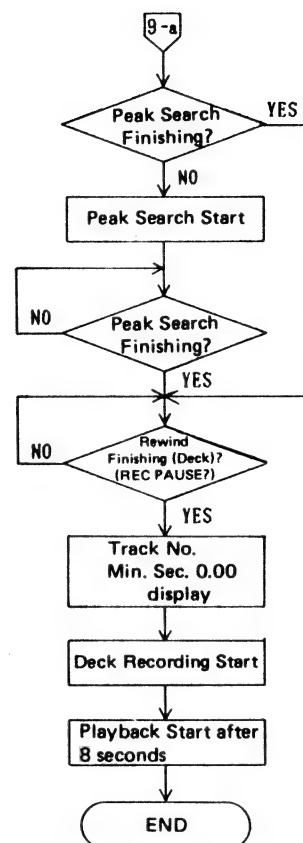 9-a
Peak Search
Finishing?
YES
NO
Peak Search Start
NO
Peak Search
Finishing?
YES
Rewind
Finishing (Deck)?
(REC PAUSE?)
NO
YES
Track No.
Min. Sec. 0.00
display
Deck Recording Start
Playback Start after
8 seconds
END